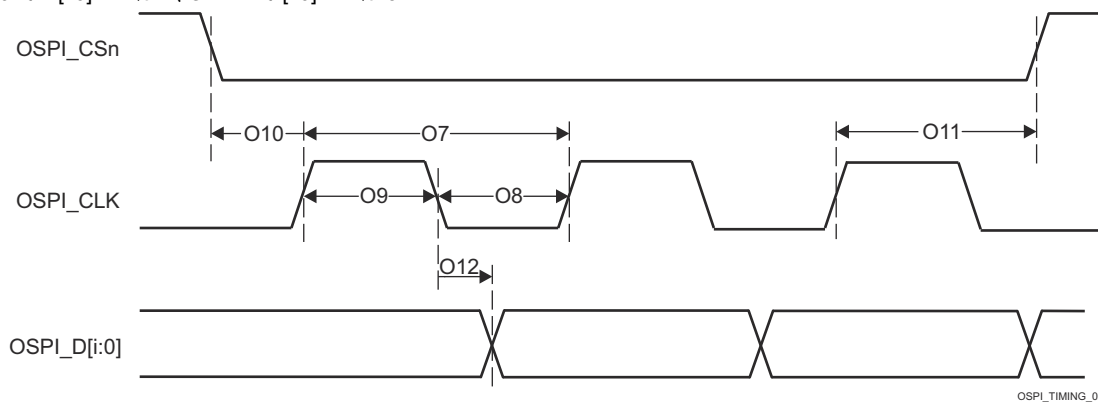 OSPI_CSn
O10
O7
O11
OSPI_CLK
O9
O8
O12
OSPI_D[i:0]
OSPI_TIMING_0